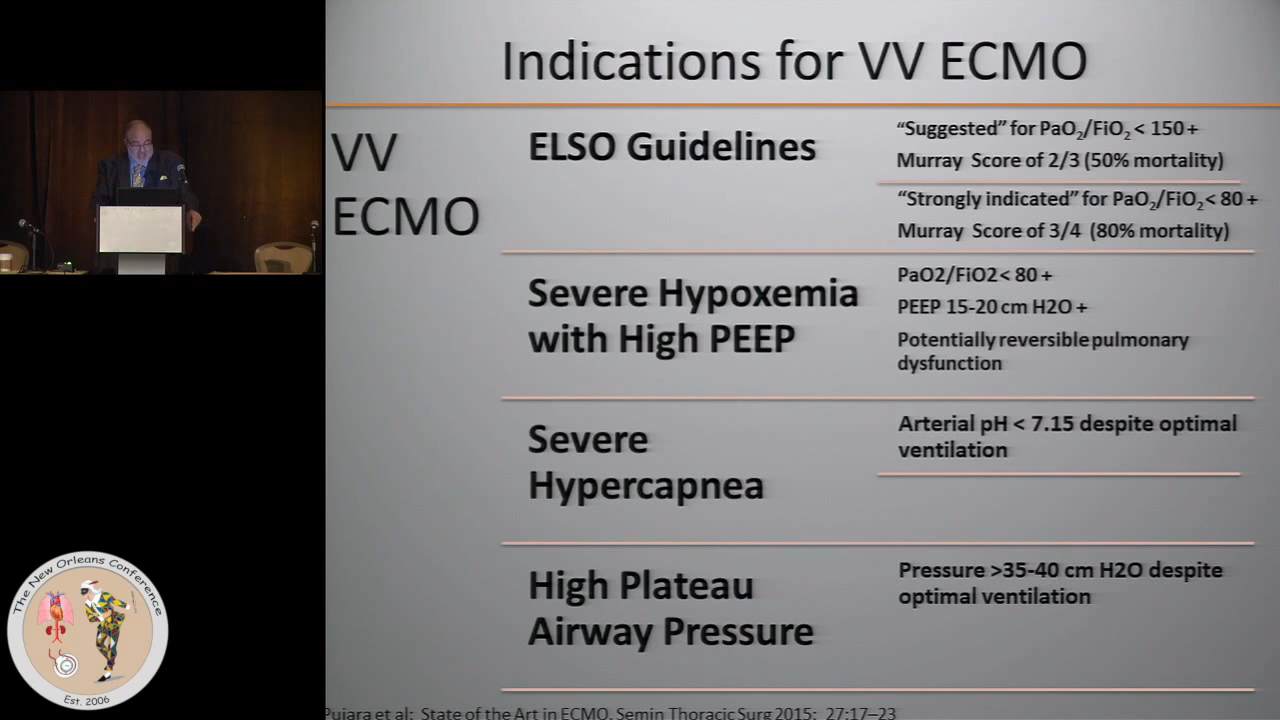 Indications for VV ECMO
VV
ECMO
ELSO Guidelines
“Suggested” for PaO2/FiO2 < 150 +
Murray Score of 2/3 (50% mortality)
“Strongly indicated” for PaO2/FiO2 < 80 +
Murray Score of 3/4 (80% mortality)
Severe Hypoxemia
with High PEEP
PaO2/FiO2 < 80 +
PEEP 15-20 cm H2O +
Potentially reversible pulmonary
dysfunction
Severe
Hypercapnea
Arterial pH < 7.15 despite optimal
ventilation
High Plateau
Airway Pressure
Pressure >35-40 cm H2O despite
optimal ventilation
The New Orleans Conference
Est. 2006
et al: State of the Art in ECMO. Semin Thoracic Surg 2015; 27:17–23